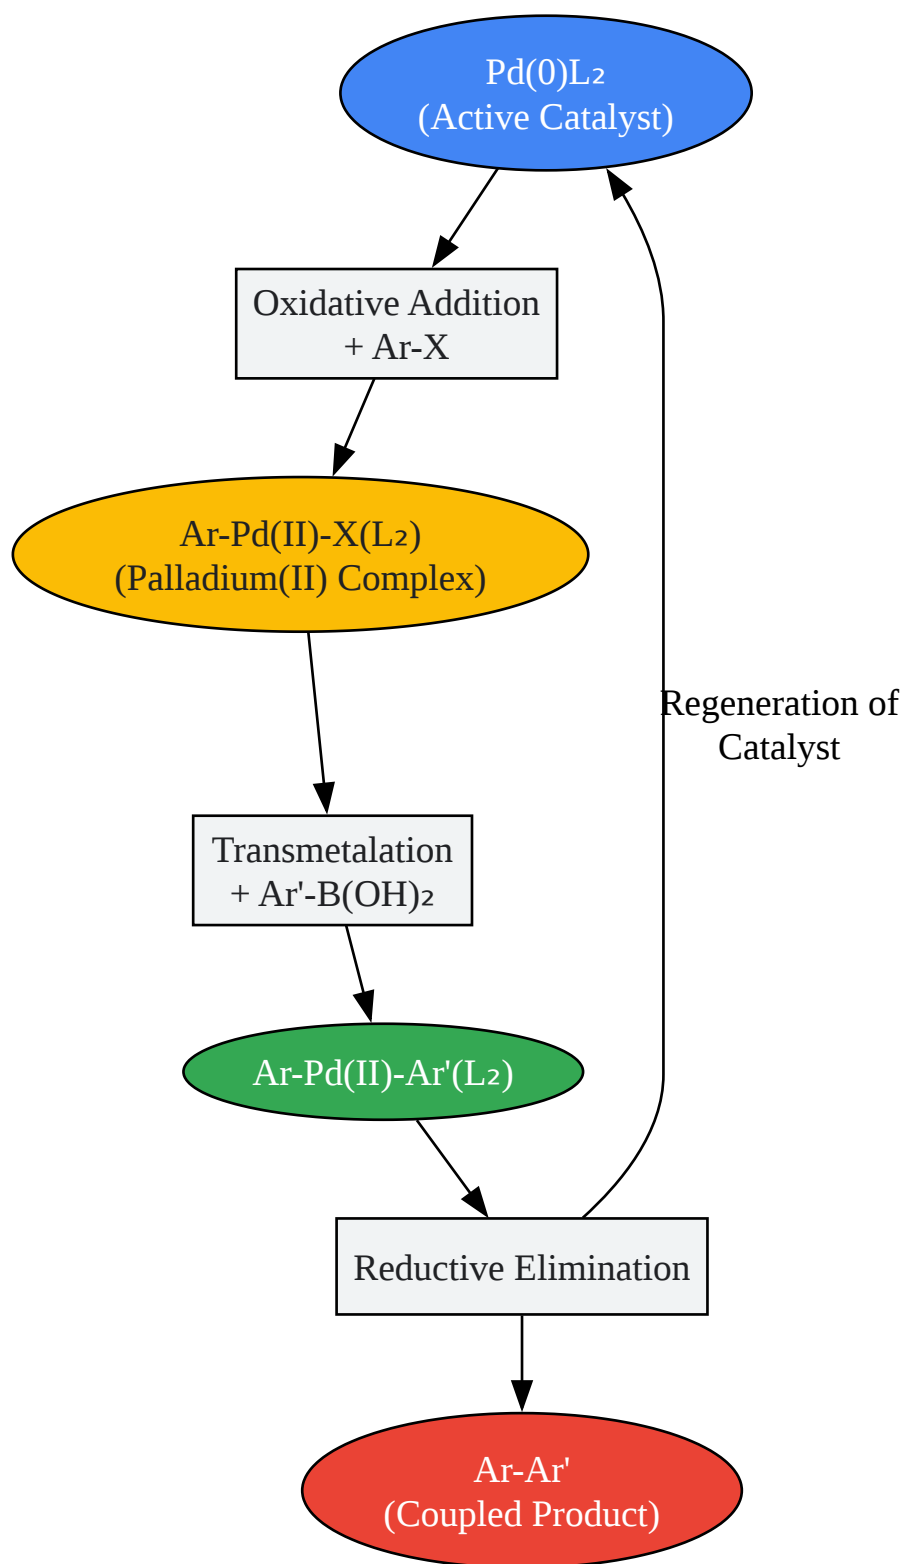 Pd(0)L₂
(Active Catalyst)
Oxidative Addition
+ Ar-X
Ar-Pd(II)-X(L₂)
(Palladium(II) Complex)
Regeneration of
Catalyst
Transmetalation
+ Ar'-B(OH)₂
Ar-Pd(II)-Ar'(L₂)
Reductive Elimination
Ar-Ar'
(Coupled Product)